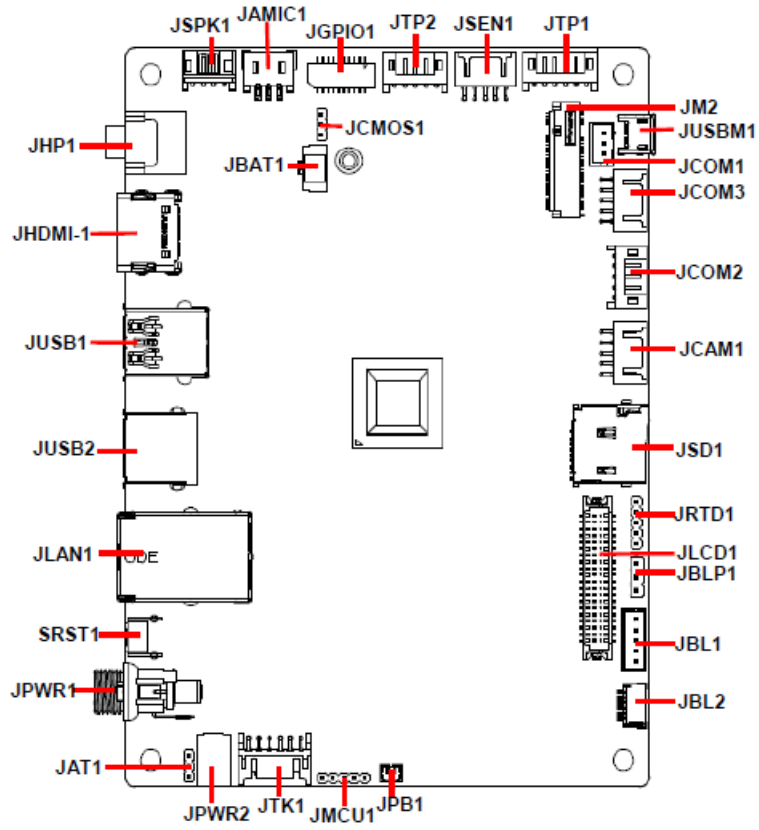 JSPK1
JAMIC1
JGPIO1
JTP2
JSEN1
JTP1
JM2
JUSBM1
JCOM1
JCOM3
JCOM2
JCAM1
JSD1
JRTD1
JLCD1
JBLP1
JBL1
JBL2
JCMOS1
JBAT1
JHP1
JHDMI-1
JUSB1
JUSB2
JLAN1
SRST1
JPWR1
JAT1
JPWR2
JTK1
JMCU1
JPB1